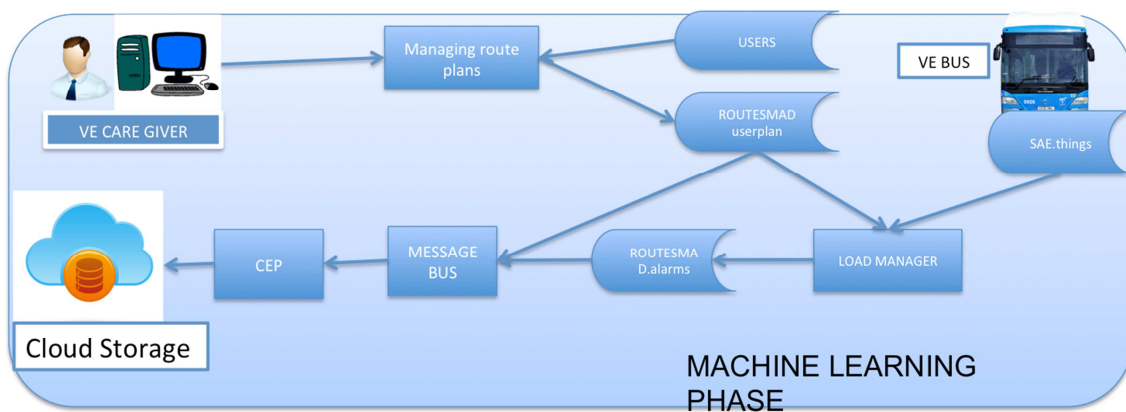 Managing route
plans
USERS
VE BUS
VE CARE GIVER
ROUTESMAD
userplan
SAE.things
CEP
MESSAGE
BUS
ROUTESMA
D.alarms
LOAD MANAGER
Cloud Storage
MACHINE LEARNING
PHASE